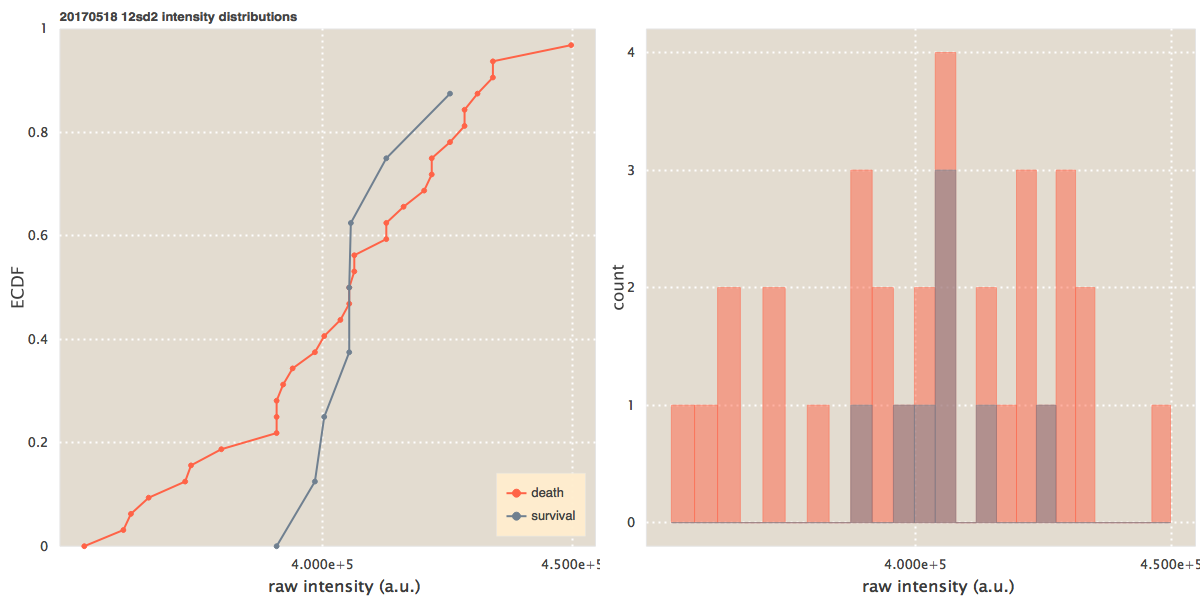 20170518 12sd2 intensity distributions
1
0.8
0.6
0.4
0.2
0
ECDF
4.000e+5
4.500e+5
raw intensity (a.u.)
death
survival
4
3
2
1
0
count
4.000e+5
4.500e+5
raw intensity (a.u.)